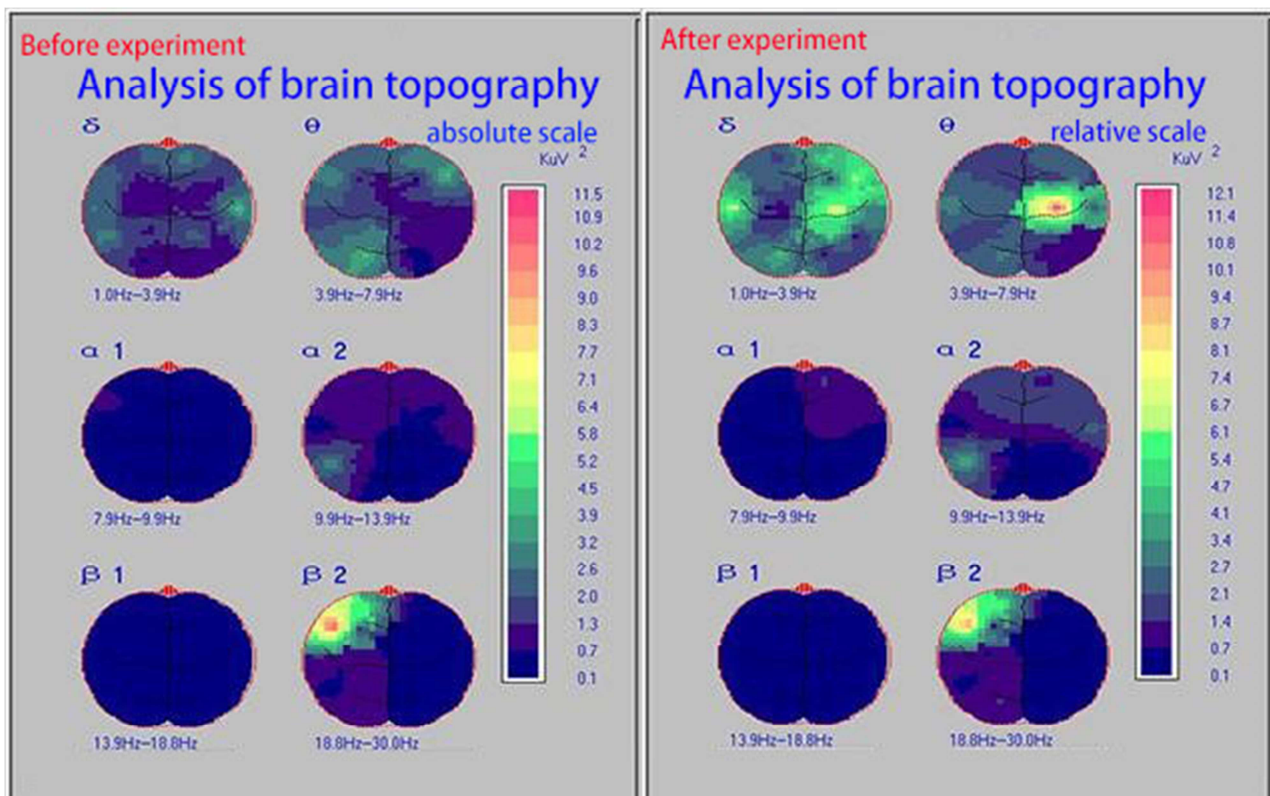 Before experiment
Analysis of brain topography
δ θ absolute scale
KuV 2
11.5
10.9
10.2
9.6
9.0
8.3
7.7
7.1
6.4
5.8
5.2
4.5
3.9
3.2
2.6
2.0
1.3
0.7
0.1
1.0Hz–3.9Hz 3.9Hz–7.9Hz
α 1 α 2
7.9Hz–9.9Hz 9.9Hz–13.9Hz
β 1 β 2
13.9Hz–18.8Hz 18.8Hz–30.0Hz
After experiment
Analysis of brain topography
δ θ relative scale
KuV 2
12.1
11.4
10.8
10.1
9.4
8.7
8.1
7.4
6.7
6.1
5.4
4.7
4.1
3.4
2.7
2.1
1.4
0.7
0.1
1.0Hz–3.9Hz 3.9Hz–7.9Hz
α 1 α 2
7.9Hz–9.9Hz 9.9Hz–13.9Hz
β 1 β 2
13.9Hz–18.8Hz 18.8Hz–30.0Hz